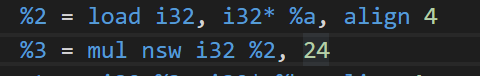 %2 = load i32, i32* %a, align 4
%3 = mul nsw i32 %2, 24